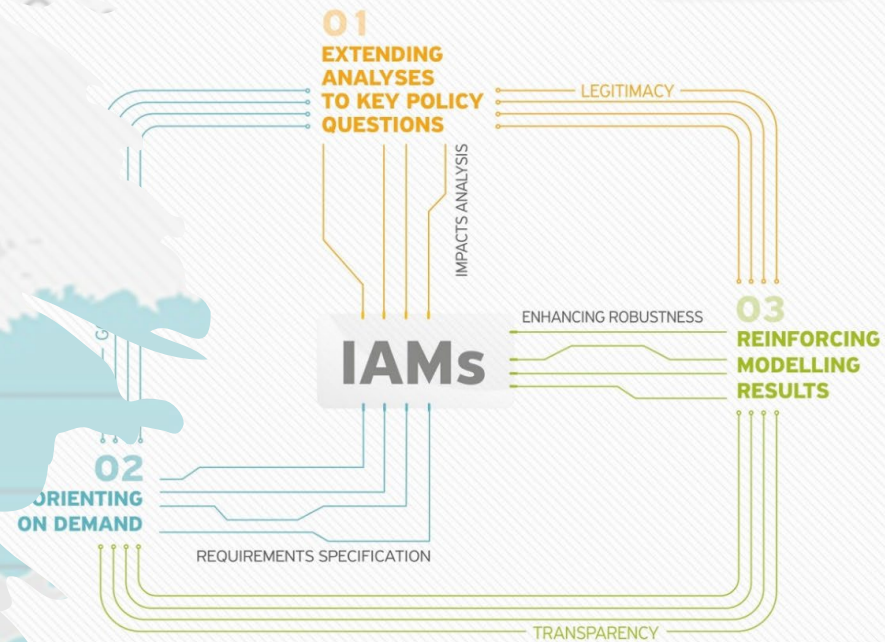 01
EXTENDING
ANALYSES
TO KEY POLICY
QUESTIONS
LEGITIMACY
IMPACTS ANALYSIS
ENHANCING ROBUSTNESS
03
REINFORCING
MODELLING
RESULTS
IAMs
02
ORIENTING
ON DEMAND
REQUIREMENTS SPECIFICATION
TRANSPARENCY